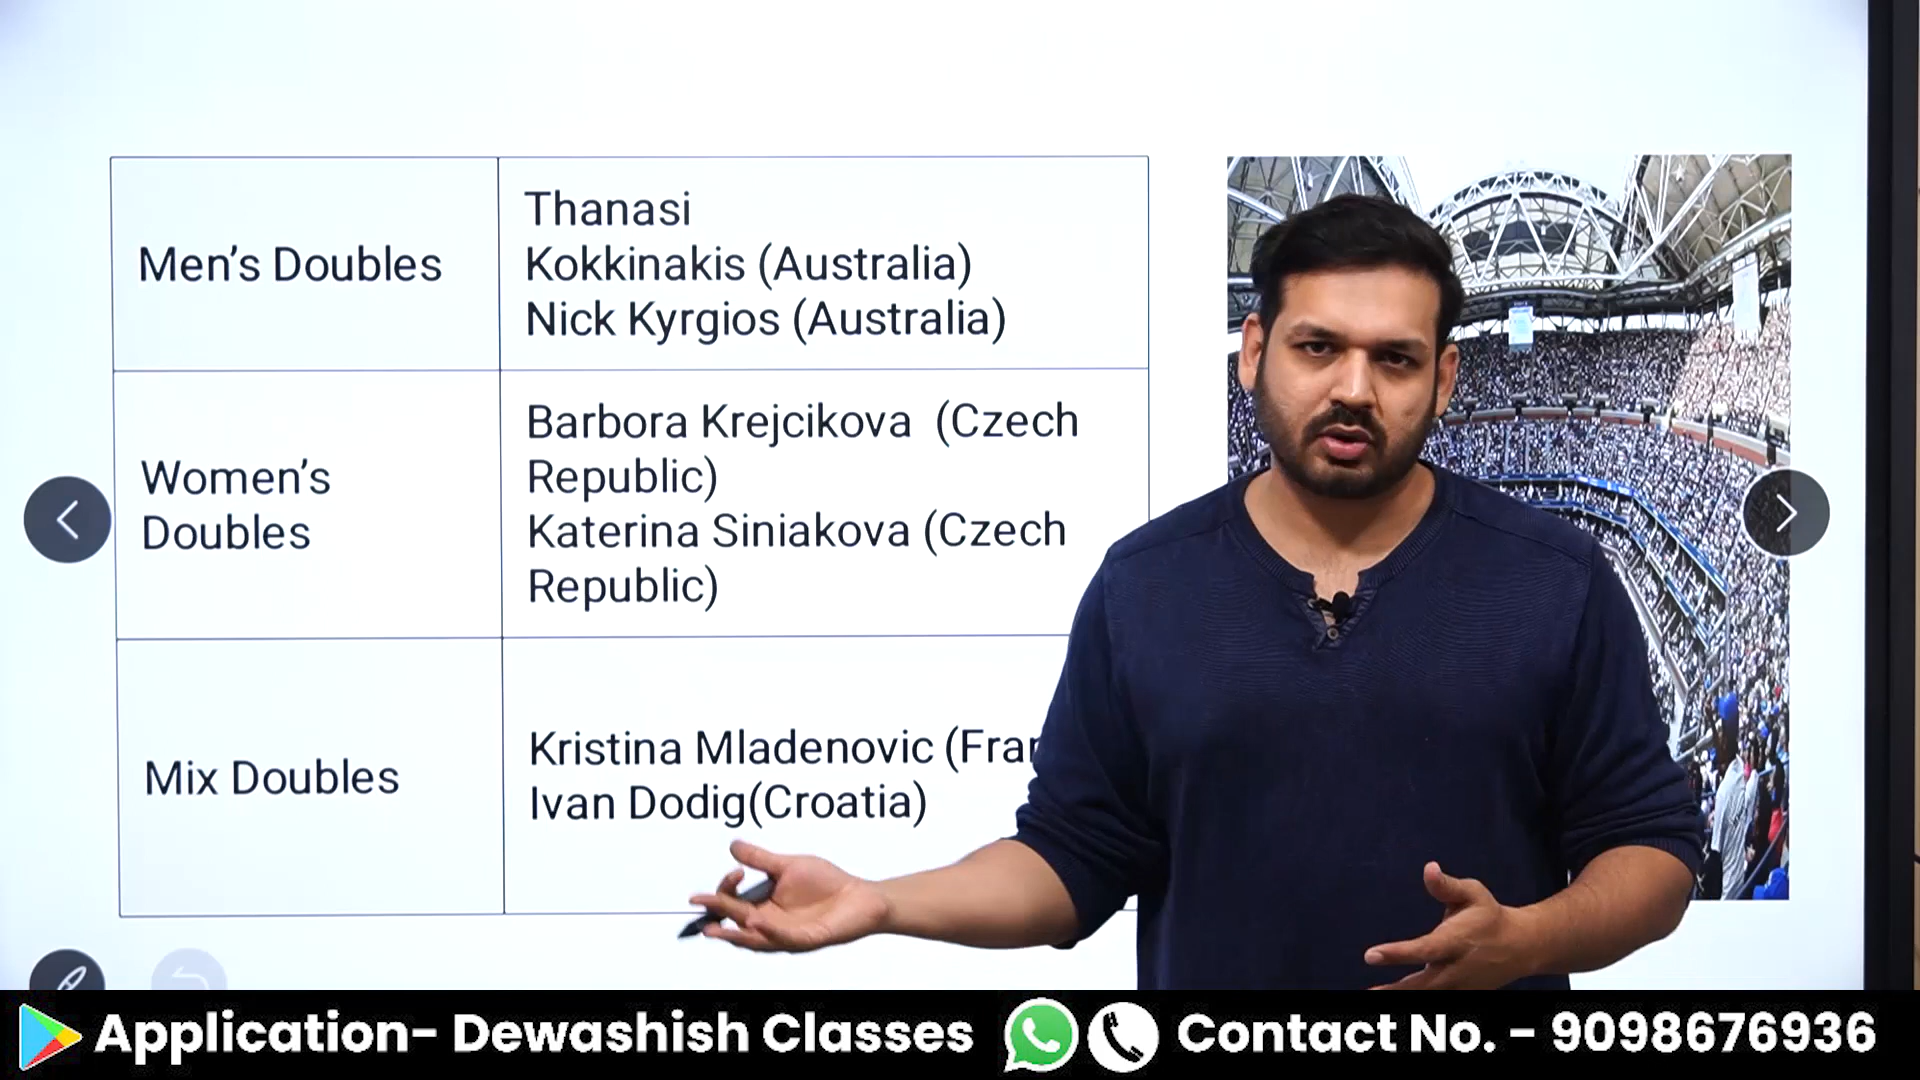 Men’s Doubles
Thanasi
Kokkinakis (Australia)
Nick Kyrgios (Australia)
Women’s
Doubles
Barbora Krejcikova (Czech
Republic)
Katerina Siniakova (Czech
Republic)
Mix Doubles
Kristina Mladenovic
Ivan Dodig(Croatia)
Application- Dewashish Classes
Contact No. - 9098676936